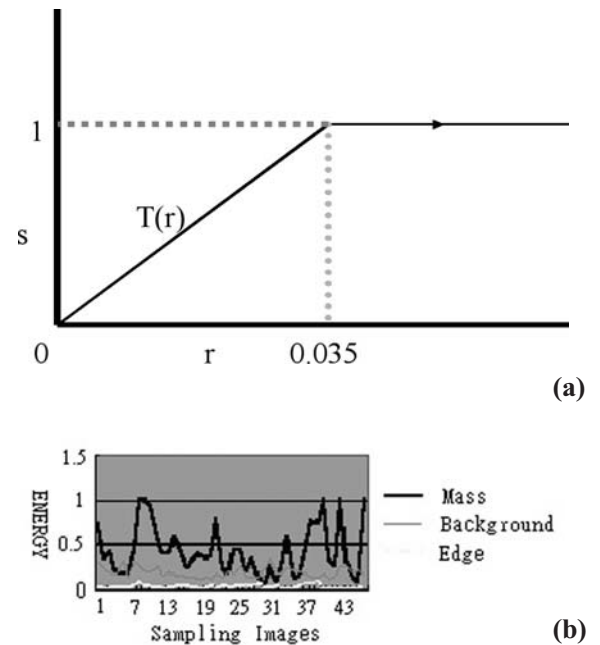 1
T(r)
s
0 r 0.035
(a)
1.5
1
0.5
0
ENERGY
1 7 13 19 25 31 37 43
Sampling Images
Mass
Background
Edge
(b)